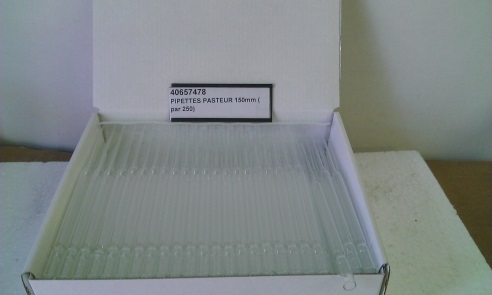 40657478
PIPETTES PASTEUR 150mm (
par 250)